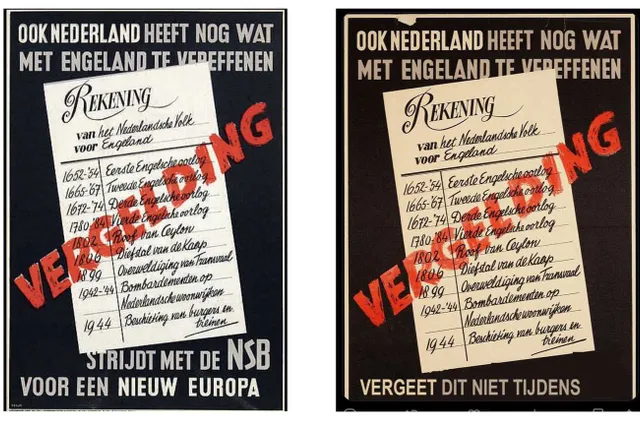 OOK NEDERLAND HEEFT NOG WAT
MET ENGELAND TE VEREFFENEN
REKENING
van het Nederlandsche Volk
voor Engeland
1652-'54 Eerste Engelsche oorlog
1665-'67 Tweede Engelsche oorlog
1672-'74 Derde Engelsche oorlog
1780-'84 Vierde Engelsche oorlog
1802 Roof van Ceylon
1806 Diefstal van de Kaap
1899 Overweldiging van Transvaal
1942-'44 Bombardementen op
Nederlandsche woonwijken
1944 Beschieting van burgers en
treinen
VERGELDING
STRIJDT MET DE NSB
VOOR EEN NIEUW EUROPA
OOK NEDERLAND HEEFT NOG WAT
MET ENGELAND TE VEREFFENEN
REKENING
van het Nederlandsche Volk
voor Engeland
1652-'54 Eerste Engelsche oorlog
1665-'67 Tweede Engelsche oorlog
1672-'74 Derde Engelsche oorlog
1780-'84 Vierde Engelsche oorlog
1802 Roof van Ceylon
1806 Diefstal van de Kaap
1899 Overweldiging van Transvaal
1942-'44 Bombardementen op
Nederlandsche woonwijken
1944 Beschieting van burgers en
treinen
VERGELDING
VERGEET DIT NIET TIJDENS